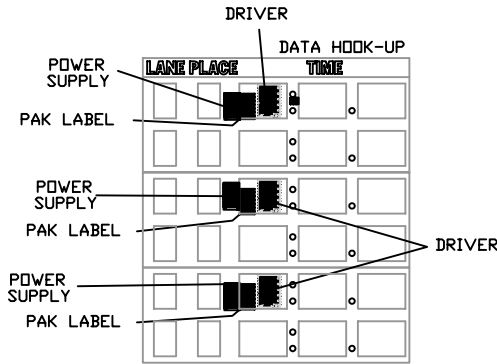 DRIVER
DATA HOOK-UP
POWER
SUPPLY
LANE PLACE TIME
PAK LABEL
POWER
SUPPLY
PAK LABEL
DRIVER
POWER
SUPPLY
PAK LABEL